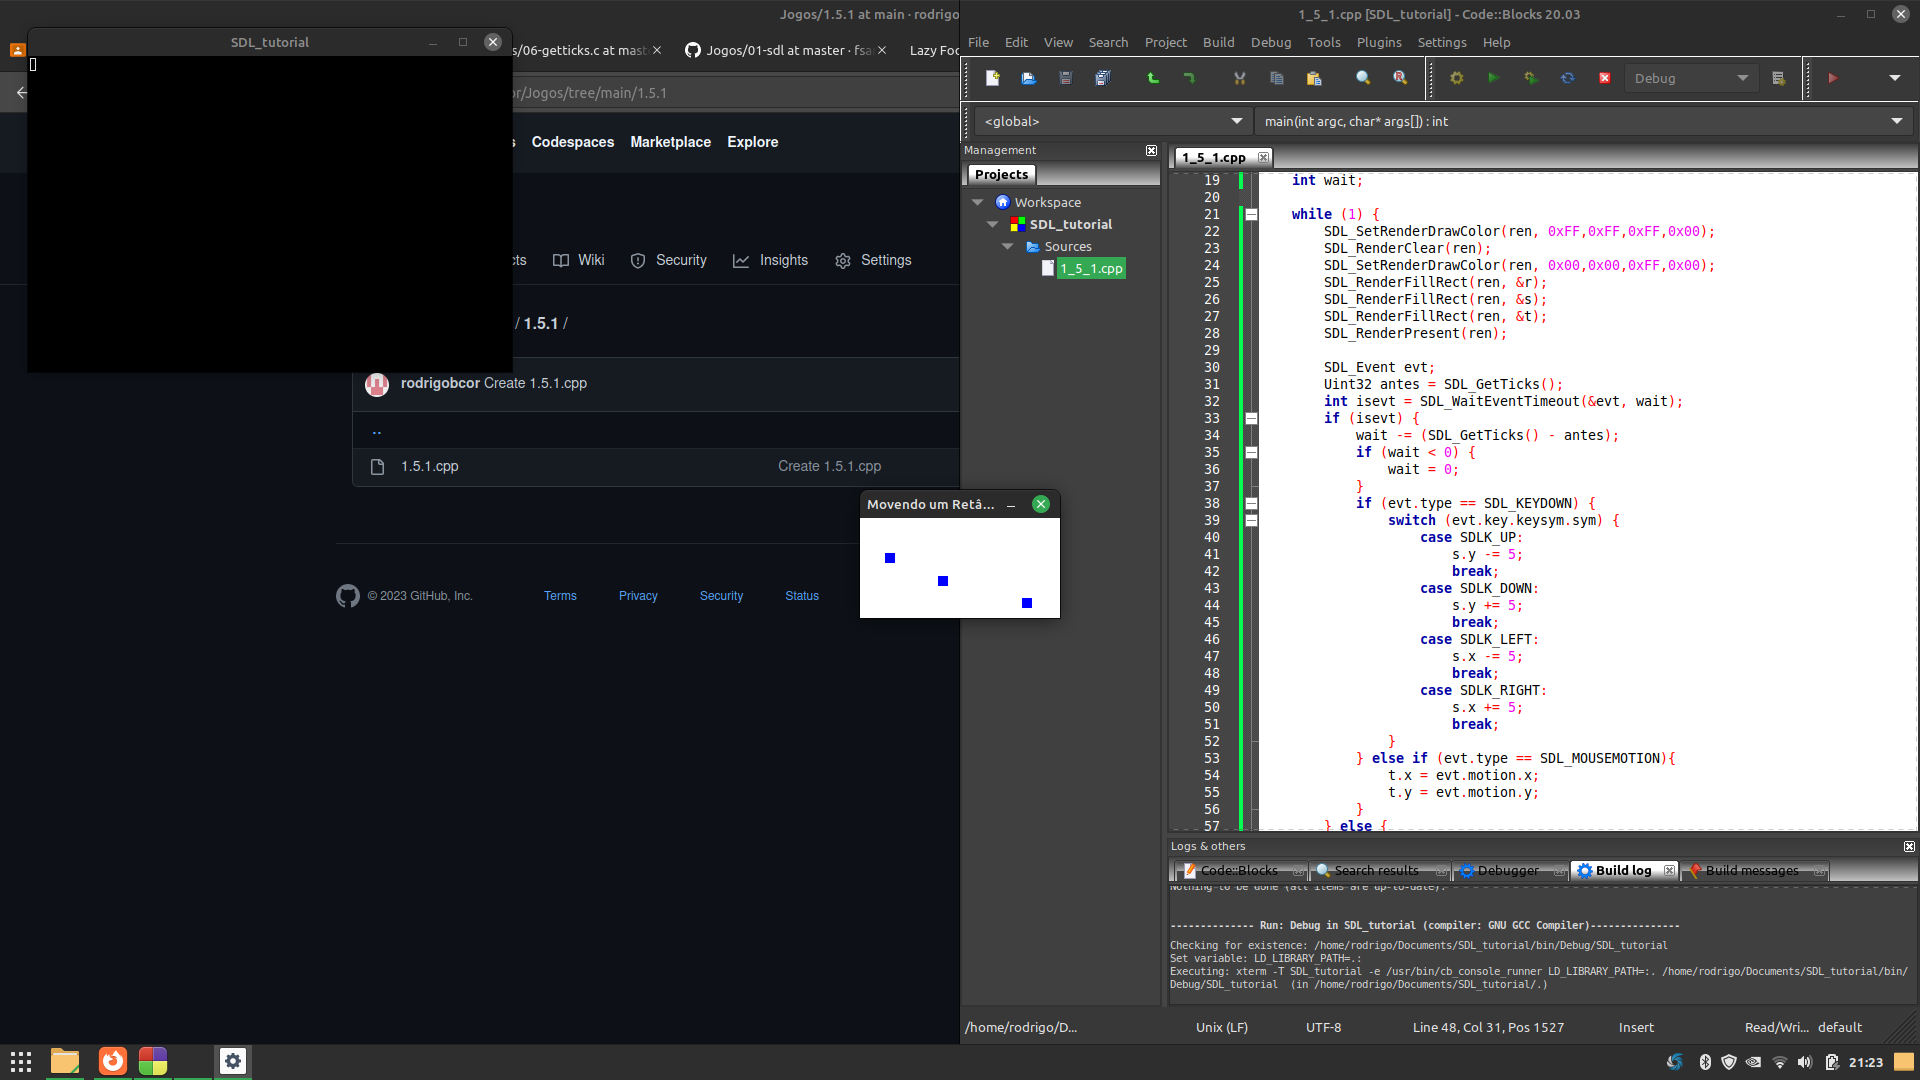 Jogos/1.5.1 at main · rodrigo
1_5_1.cpp [SDL_tutorial] - Code::Blocks 20.03
SDL_tutorial
s/06-getticks.c at mast
Jogos/01-sdl at master · fsa
Lazy Foo
File Edit View Search Project Build Debug Tools Plugins Settings Help
Debug
or/Jogos/tree/main/1.5.1
<global>
main(int argc, char* args[]) : int
Codespaces Marketplace Explore
Management
Projects
Workspace
SDL_tutorial
Sources
1_5_1.cpp
Wiki Security Insights Settings
/ 1.5.1 /
rodrigobcor Create 1.5.1.cpp
..
1.5.1.cpp Create 1.5.1.cpp
© 2023 GitHub, Inc. Terms Privacy Security Status
Movendo um Retâ...
1_5_1.cpp
19 int wait;
20
21 while (1) {
22 SDL_SetRenderDrawColor(ren, 0xFF,0xFF,0xFF,0x00);
23 SDL_RenderClear(ren);
24 SDL_SetRenderDrawColor(ren, 0x00,0x00,0xFF,0x00);
25 SDL_RenderFillRect(ren, &r);
26 SDL_RenderFillRect(ren, &s);
27 SDL_RenderFillRect(ren, &t);
28 SDL_RenderPresent(ren);
29
30 SDL_Event evt;
31 Uint32 antes = SDL_GetTicks();
32 int isevt = SDL_WaitEventTimeout(&evt, wait);
33 if (isevt) {
34 wait -= (SDL_GetTicks() - antes);
35 if (wait < 0) {
36 wait = 0;
37 }
38 if (evt.type == SDL_KEYDOWN) {
39 switch (evt.key.keysym.sym) {
40 case SDLK_UP:
41 s.y -= 5;
42 break;
43 case SDLK_DOWN:
44 s.y += 5;
45 break;
46 case SDLK_LEFT:
47 s.x -= 5;
48 break;
49 case SDLK_RIGHT:
50 s.x += 5;
51 break;
52 }
53 } else if (evt.type == SDL_MOUSEMOTION){
54 t.x = evt.motion.x;
55 t.y = evt.motion.y;
56 }
57 } else {
Logs & others
Code::Blocks Search results Debugger Build log Build messages
Nothing to be done (all items are up-to-date).
-------------- Run: Debug in SDL_tutorial (compiler: GNU GCC Compiler)---------------
Checking for existence: /home/rodrigo/Documents/SDL_tutorial/bin/Debug/SDL_tutorial
Set variable: LD_LIBRARY_PATH=.:
Executing: xterm -T SDL_tutorial -e /usr/bin/cb_console_runner LD_LIBRARY_PATH=:. /home/rodrigo/Documents/SDL_tutorial/bin/
Debug/SDL_tutorial (in /home/rodrigo/Documents/SDL_tutorial/.)
/home/rodrigo/D... Unix (LF) UTF-8 Line 48, Col 31, Pos 1527 Insert Read/Wri... default
21:23